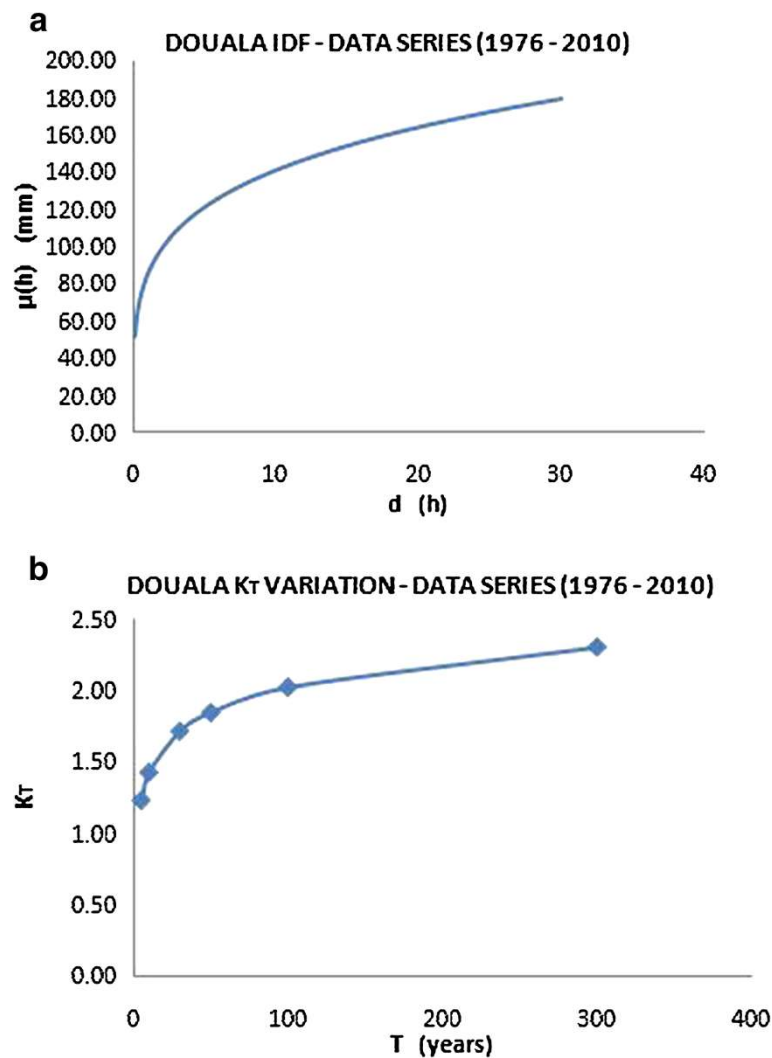 a
DOUALA IDF - DATA SERIES (1976 - 2010)
200.00
180.00
160.00
140.00
120.00
100.00
80.00
60.00
40.00
20.00
0.00
µ(h) (mm)
0 10 20 30 40
d (h)
b
DOUALA KT VARIATION - DATA SERIES (1976 - 2010)
2.50
2.00
1.50
1.00
0.50
0.00
KT
0 100 200 300 400
T (years)